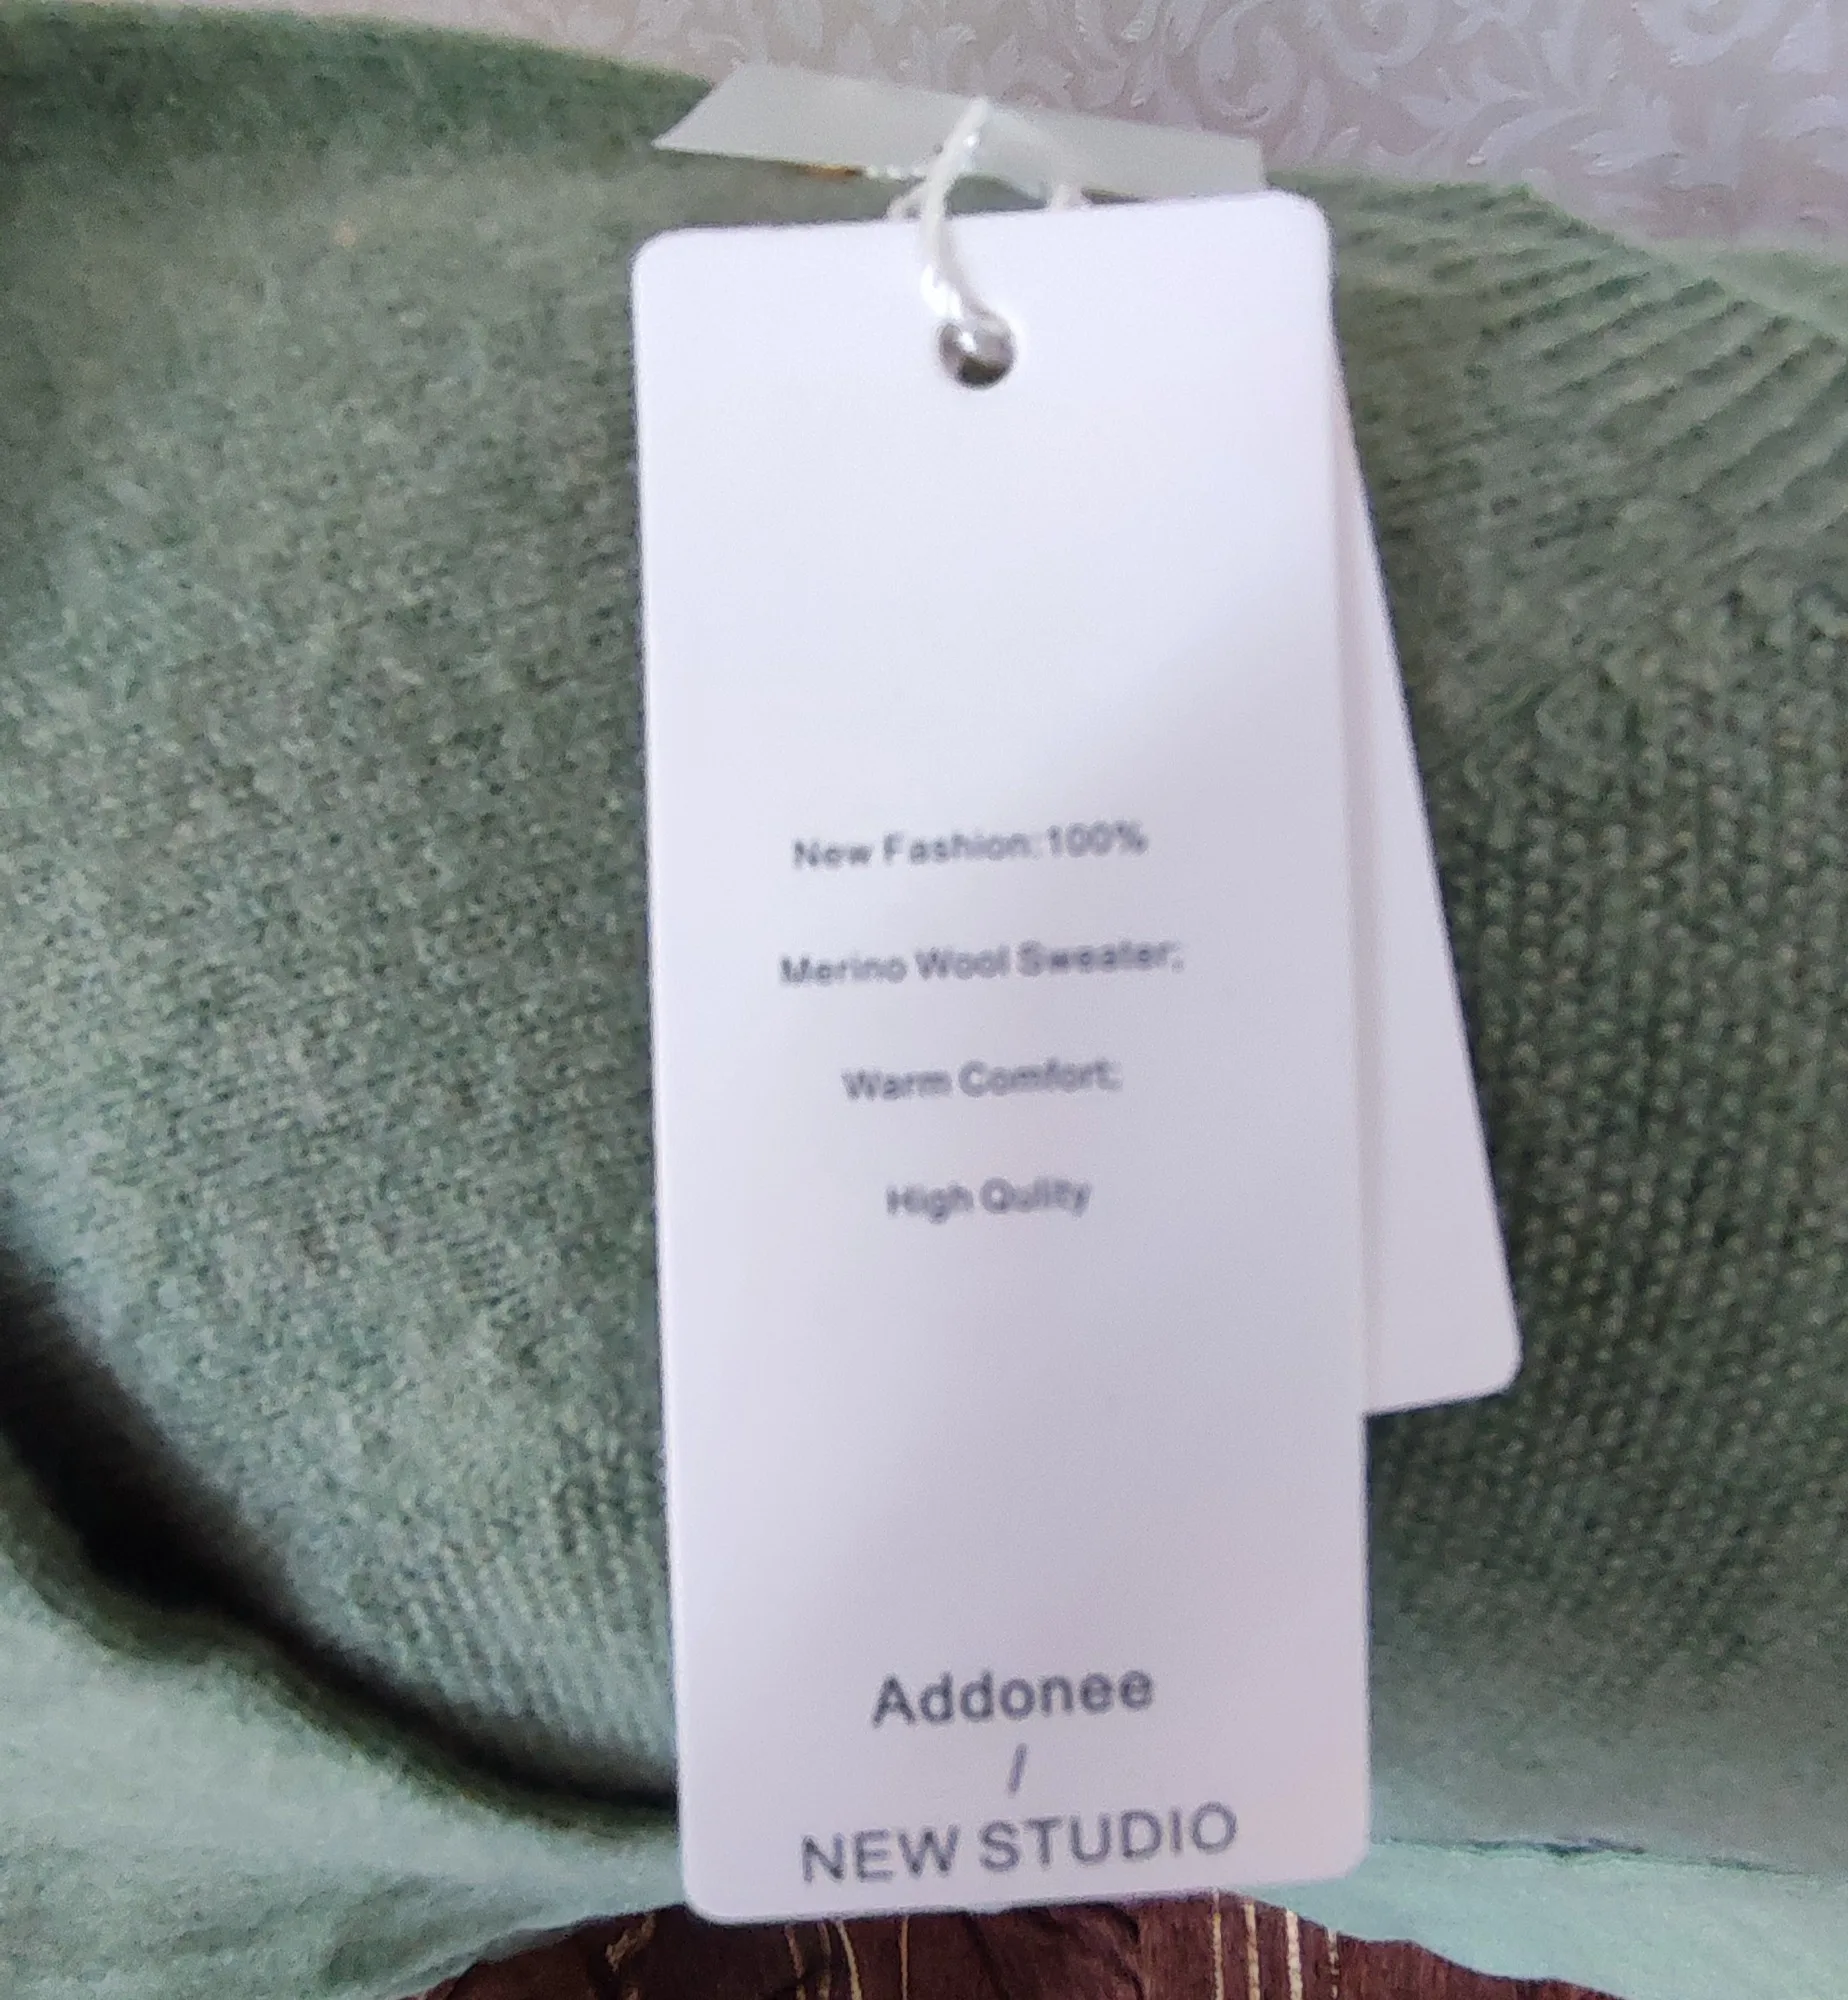 New Fashion:100%
Merino Wool Sweater;
Warm Comfort;
High Qulity
Addonee
/
NEW STUDIO